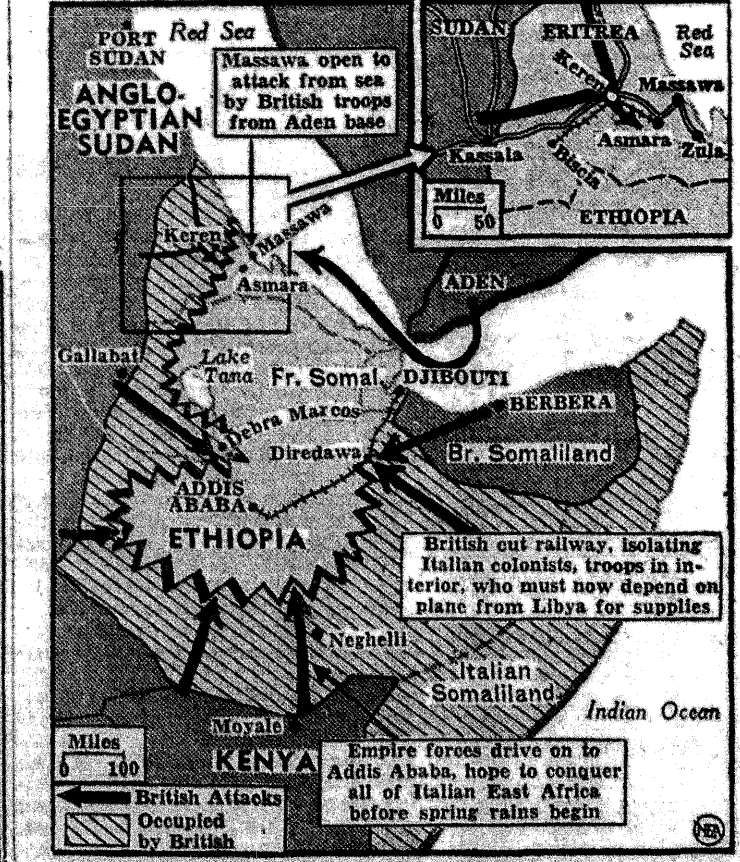 PORT
SUDAN
Red Sea
ANGLO-
EGYPTIAN
SUDAN
Massawa open to
attack from sea
by British troops
from Aden base
SUDAN
ERITREA
Red
Sea
Keren
Massawa
Asmara
Zula
Kassala
Miles
0 50
ETHIOPIA
Keren
Massawa
Asmara
ADEN
Gallabat
Lake
Tana
Fr. Somal.
DJIBOUTI
Debra Marcos
BERBERA
Diredawa
Br. Somaliland
ADDIS
ABABA
ETHIOPIA
British cut railway, isolating
Italian colonists, troops in in-
terior, who must now depend on
plane from Libya for supplies
Neghelli
Italian
Somaliland
Indian Ocean
Moyale
KENYA
Miles
0 100
Empire forces drive on to
Addis Ababa, hope to conquer
all of Italian East Africa
before spring rains begin
British Attacks
Occupied
by British
NEA